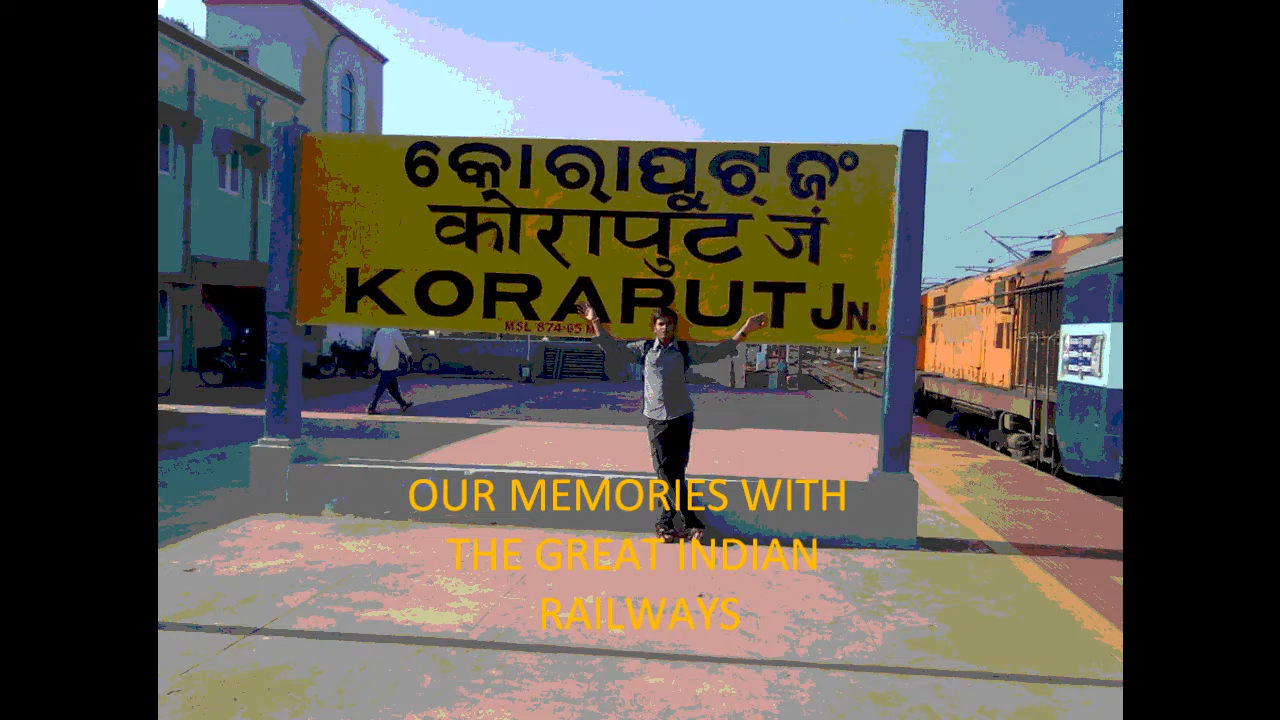 କୋରାପୁଟ୍ ଜଂ
कोरापुट जं
KORAPUT JN.
MSL 874·65 M
OUR MEMORIES WITH
THE GREAT INDIAN
RAILWAYS